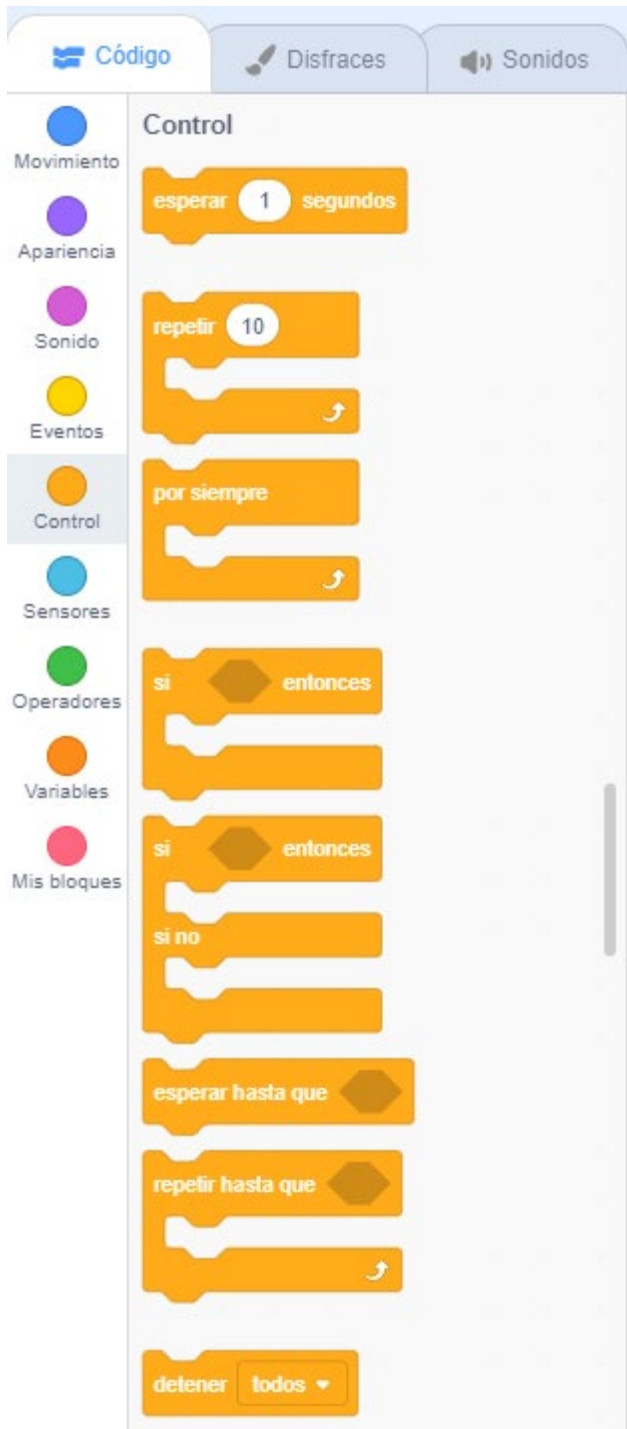 Código
Disfraces
Sonidos
Movimiento
Apariencia
Sonido
Eventos
Control
Sensores
Operadores
Variables
Mis bloques
Control
esperar 1 segundos
repetir 10
por siempre
si entonces
si entonces
si no
esperar hasta que
repetir hasta que
detener todos